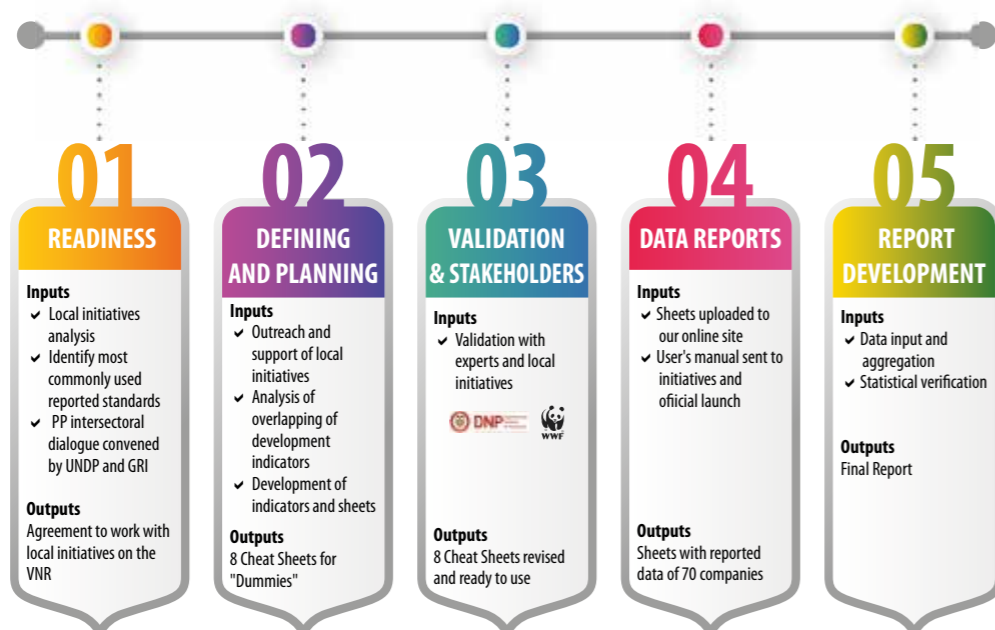 01
READINESS
Inputs
✓ Local initiatives
analysis
✓ Identify most
commonly used
reported standards
✓ PP intersectoral
dialogue convened
by UNDP and GRI
Outputs
Agreement to work with
local initiatives on the
VNR
02
DEFINING
AND PLANNING
Inputs
✓ Outreach and
support of local
initiatives
✓ Analysis of
overlapping of
development
indicators
✓ Development of
indicators and sheets
Outputs
8 Cheat Sheets for
"Dummies"
03
VALIDATION
& STAKEHOLDERS
Inputs
✓ Validation with
experts and local
initiatives
DNP
WWF
Outputs
8 Cheat Sheets revised
and ready to use
04
DATA REPORTS
Inputs
✓ Sheets uploaded to
our online site
✓ User's manual sent to
initiatives and
oficial launch
Outputs
Sheets with reported
data of 70 companies
05
REPORT
DEVELOPMENT
Inputs
✓ Data input and
aggregation
✓ Statistical verification
Outputs
Final Report